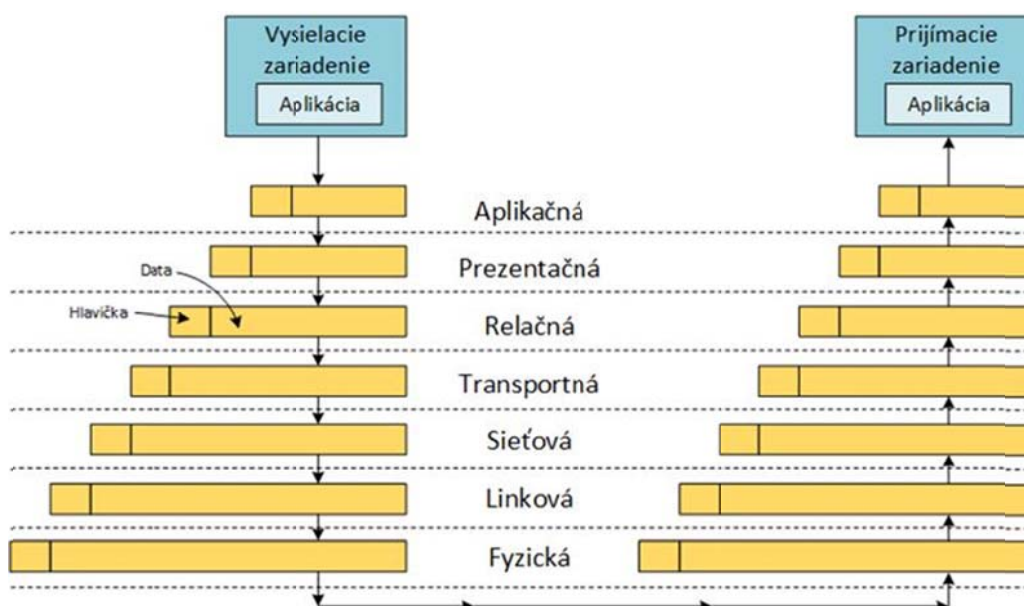 Vysielacie
zariadenie
Aplikácia
Prijímacie
zariadenie
Aplikácia
Aplikačná
Prezentačná
Data
Hlavička
Relačná
Transportná
Sieťová
Linková
Fyzická